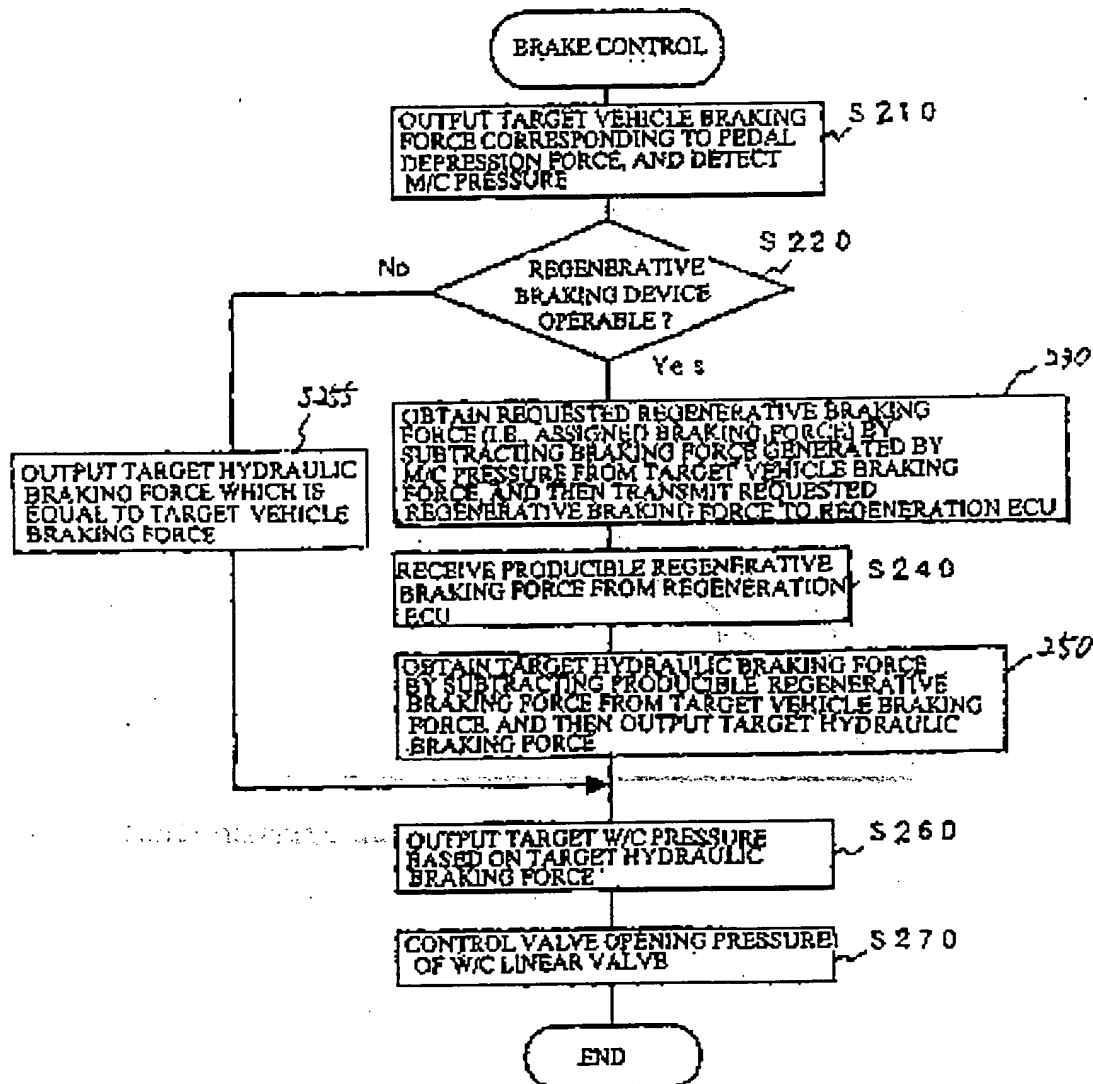 BRAKE CONTROL
OUTPUT TARGET VEHICLE BRAKING
FORCE CORRESPONDING TO PEDAL
DEPRESSION FORCE, AND DETECT
M/C PRESSURE
S210
S220
REGENERATIVE
BRAKING DEVICE
OPERABLE ?
No
Yes
230
OBTAIN REQUESTED REGENERATIVE BRAKING
FORCE (I.E., ASSIGNED BRAKING FORCE) BY
SUBTRACTING BRAKING FORCE GENERATED BY
M/C PRESSURE FROM TARGET VEHICLE BRAKING
FORCE, AND THEN TRANSMIT REQUESTED
REGENERATIVE BRAKING FORCE TO REGENERATION ECU
S255
OUTPUT TARGET HYDRAULIC
BRAKING FORCE WHICH IS
EQUAL TO TARGET VEHICLE
BRAKING FORCE
RECEIVE PRODUCIBLE REGENERATIVE
BRAKING FORCE FROM REGENERATION
ECU
S240
250
OBTAIN TARGET HYDRAULIC BRAKING FORCE
BY SUBTRACTING PRODUCIBLE REGENERATIVE
BRAKING FORCE FROM TARGET VEHICLE BRAKING
FORCE, AND THEN OUTPUT TARGET HYDRAULIC
BRAKING FORCE
OUTPUT TARGET W/C PRESSURE
BASED ON TARGET HYDRAULIC
BRAKING FORCE
S260
CONTROL VALVE OPENING PRESSURE
OF W/C LINEAR VALVE
S270
END